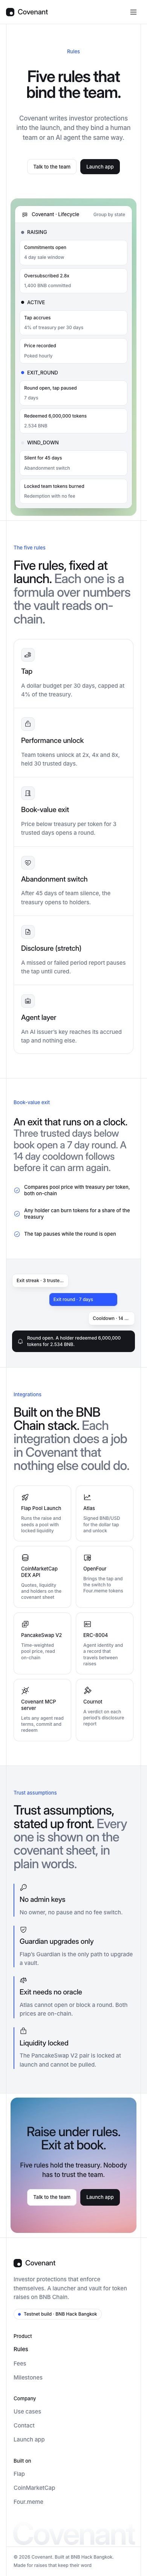 Covenant
Rules
Five rules that
bind the team.
Covenant writes investor protections
into the launch, and they bind a human
team or an AI agent the same way.
Talk to the team
Launch app
Covenant · Lifecycle
Group by state
RAISING
Commitments open
4 day sale window
Oversubscribed 2.8x
1,400 BNB committed
ACTIVE
Tap accrues
4% of treasury per 30 days
Price recorded
Poked hourly
EXIT_ROUND
Round open, tap paused
7 days
Redeemed 6,000,000 tokens
2.534 BNB
WIND_DOWN
Silent for 45 days
Abandonment switch
Locked team tokens burned
Redemption with no fee
The five rules
Five rules, fixed at
launch. Each one is a
formula over numbers
the vault reads on-
chain.
Tap
A dollar budget per 30 days, capped at
4% of the treasury.
Performance unlock
Team tokens unlock at 2x, 4x and 8x,
held 30 trusted days.
Book-value exit
Price below treasury per token for 3
trusted days opens a round.
Abandonment switch
After 45 days of team silence, the
treasury opens to holders.
Disclosure (stretch)
A missed or failed period report pauses
the tap until cured.
Agent layer
An AI issuer's key reaches its accrued
tap and nothing else.
Book-value exit
An exit that runs on a clock.
Three trusted days below
book open a 7 day round. A
14 day cooldown follows
before it can arm again.
Compares pool price with treasury per token,
both on-chain
Any holder can burn tokens for a share of the
treasury
The tap pauses while the round is open
Exit streak · 3 truste...
Exit round · 7 days
Cooldown · 14 ...
Round open. A holder redeemed 6,000,000
tokens for 2.534 BNB.
Integrations
Built on the BNB
Chain stack. Each
integration does a job
in Covenant that
nothing else could do.
Flap Pool Launch
Runs the raise and
seeds a pool with
locked liquidity
Atlas
Signed BNB/USD
for the dollar tap
and unlock
CoinMarketCap
DEX API
Quotes, liquidity
and holders on the
covenant sheet
OpenFour
Brings the tap and
the switch to
Four.meme tokens
PancakeSwap V2
Time-weighted
pool price, read
on-chain
ERC-8004
Agent identity and
a record that
travels between
raises
Covenant MCP
server
Lets any agent read
terms, commit and
redeem
Cournot
A verdict on each
period's disclosure
report
Trust assumptions
Trust assumptions,
stated up front. Every
one is shown on the
covenant sheet, in
plain words.
No admin keys
No owner, no pause and no fee switch.
Guardian upgrades only
Flap's Guardian is the only path to upgrade
a vault.
Exit needs no oracle
Atlas cannot open or block a round. Both
prices are on-chain.
Liquidity locked
The PancakeSwap V2 pair is locked at
launch and cannot be pulled.
Raise under rules.
Exit at book.
Five rules hold the treasury. Nobody
has to trust the team.
Talk to the team
Launch app
Covenant
Investor protections that enforce
themselves. A launcher and vault for token
raises on BNB Chain.
Testnet build · BNB Hack Bangkok
Product
Rules
Fees
Milestones
Company
Use cases
Contact
Launch app
Built on
Flap
CoinMarketCap
Four.meme
Covenant
© 2026 Covenant. Built at BNB Hack Bangkok.
Made for raises that keep their word